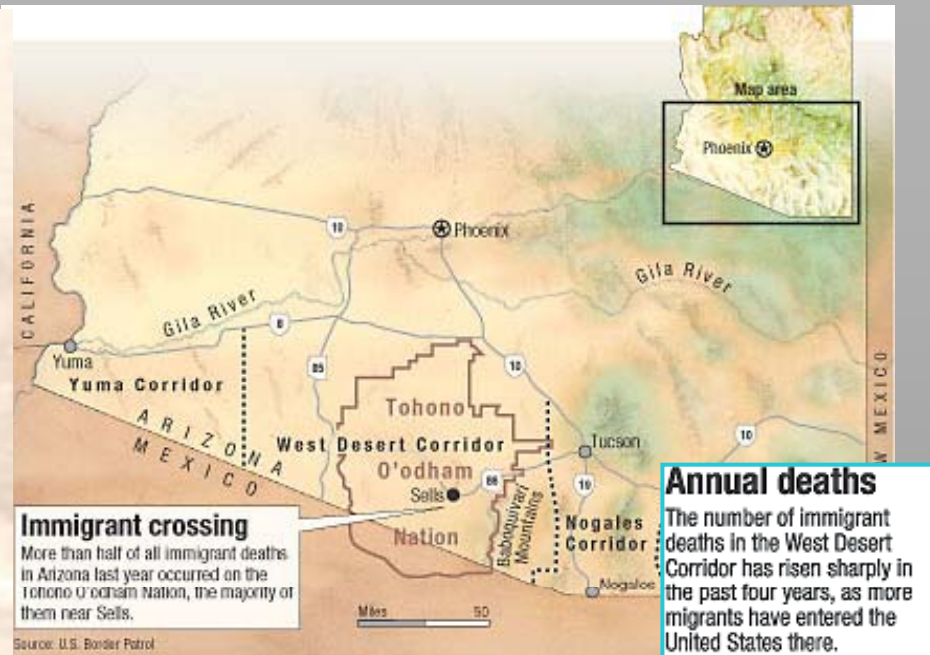 Map area
Phoenix
10
Phoenix
CALIFORNIA
Gila River
Gila River
8
Yuma
Yuma Corridor
85
10
ARIZONA
MEXICO
Tohono
West Desert Corridor
O'odham
Sells
86
Nation
Baboquivari
Mountains
Tucson
10
10
Nogales
Corridor
Nogales
MEXICO
Immigrant crossing
More than half of all immigrant deaths
in Arizona last year occurred on the
Tohono O'odham Nation, the majority of
them near Sells.
Miles 50
Source: U.S. Border Patrol
Annual deaths
The number of immigrant
deaths in the West Desert
Corridor has risen sharply in
the past four years, as more
migrants have entered the
United States there.